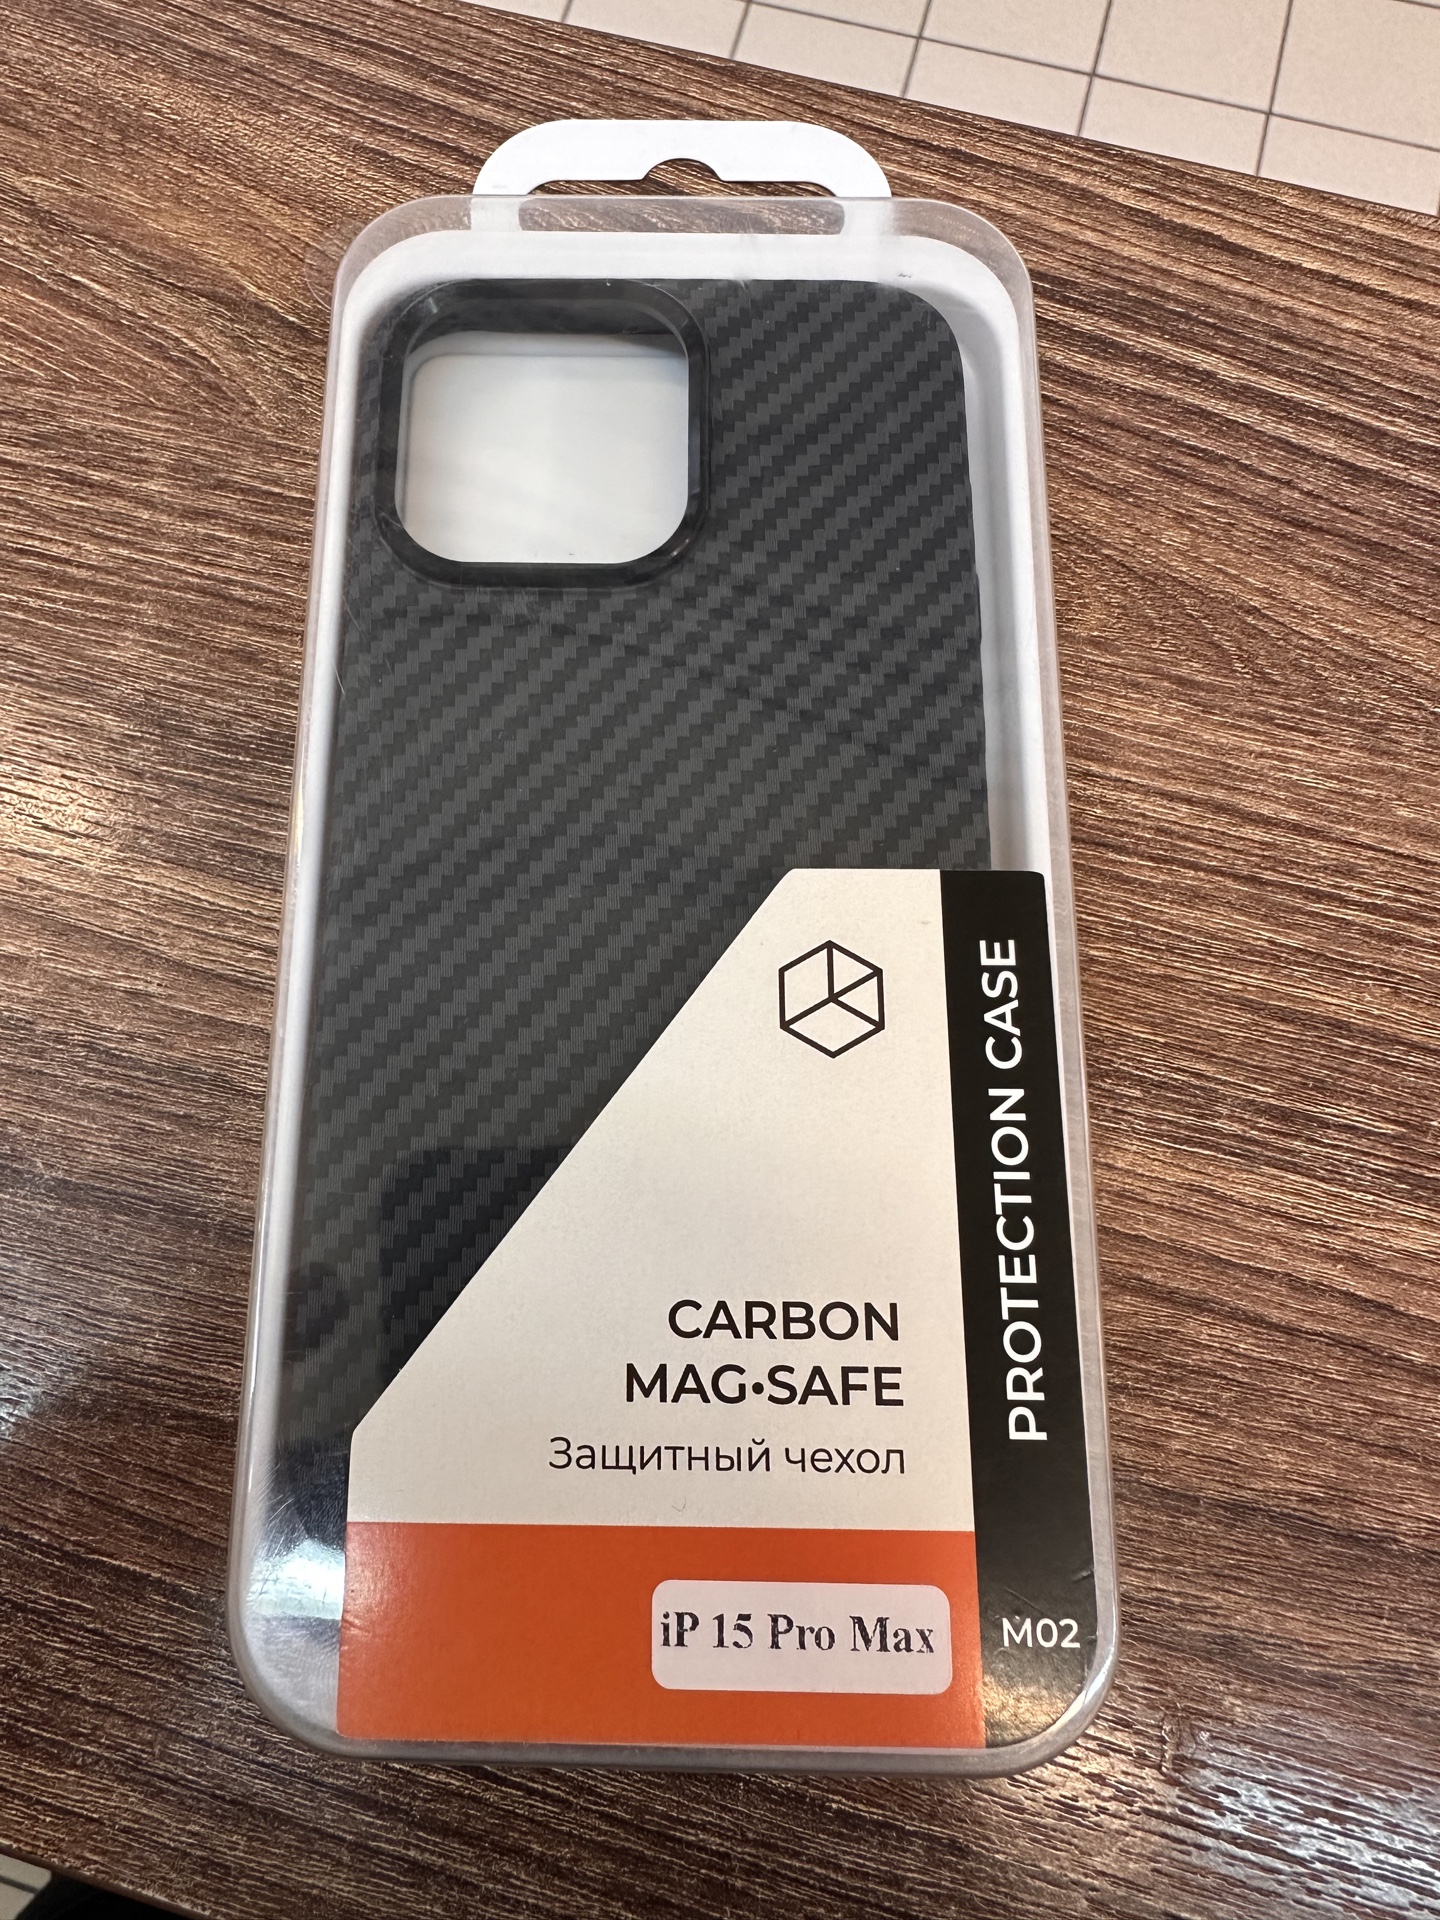 PROTECTION CASE
CARBON
MAG•SAFE
Защитный чехол
iP 15 Pro Max
M02